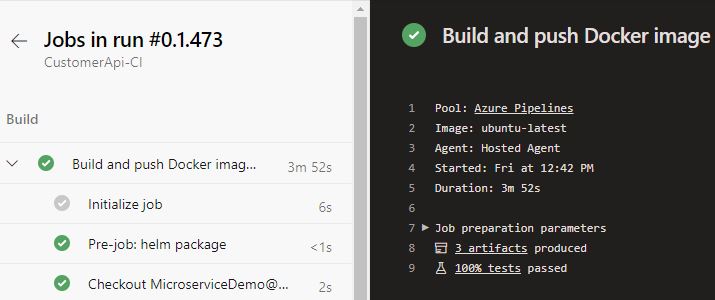 Jobs in run #0.1.473
CustomerApi-CI
Build
Build and push Docker imag... 3m 52s
Initialize job 6s
Pre-job: helm package <1s
Checkout MicroserviceDemo@... 2s
Build and push Docker image
1 Pool: Azure Pipelines
2 Image: ubuntu-latest
3 Agent: Hosted Agent
4 Started: Fri at 12:42 PM
5 Duration: 3m 52s
6
7 Job preparation parameters
8 3 artifacts produced
9 100% tests passed